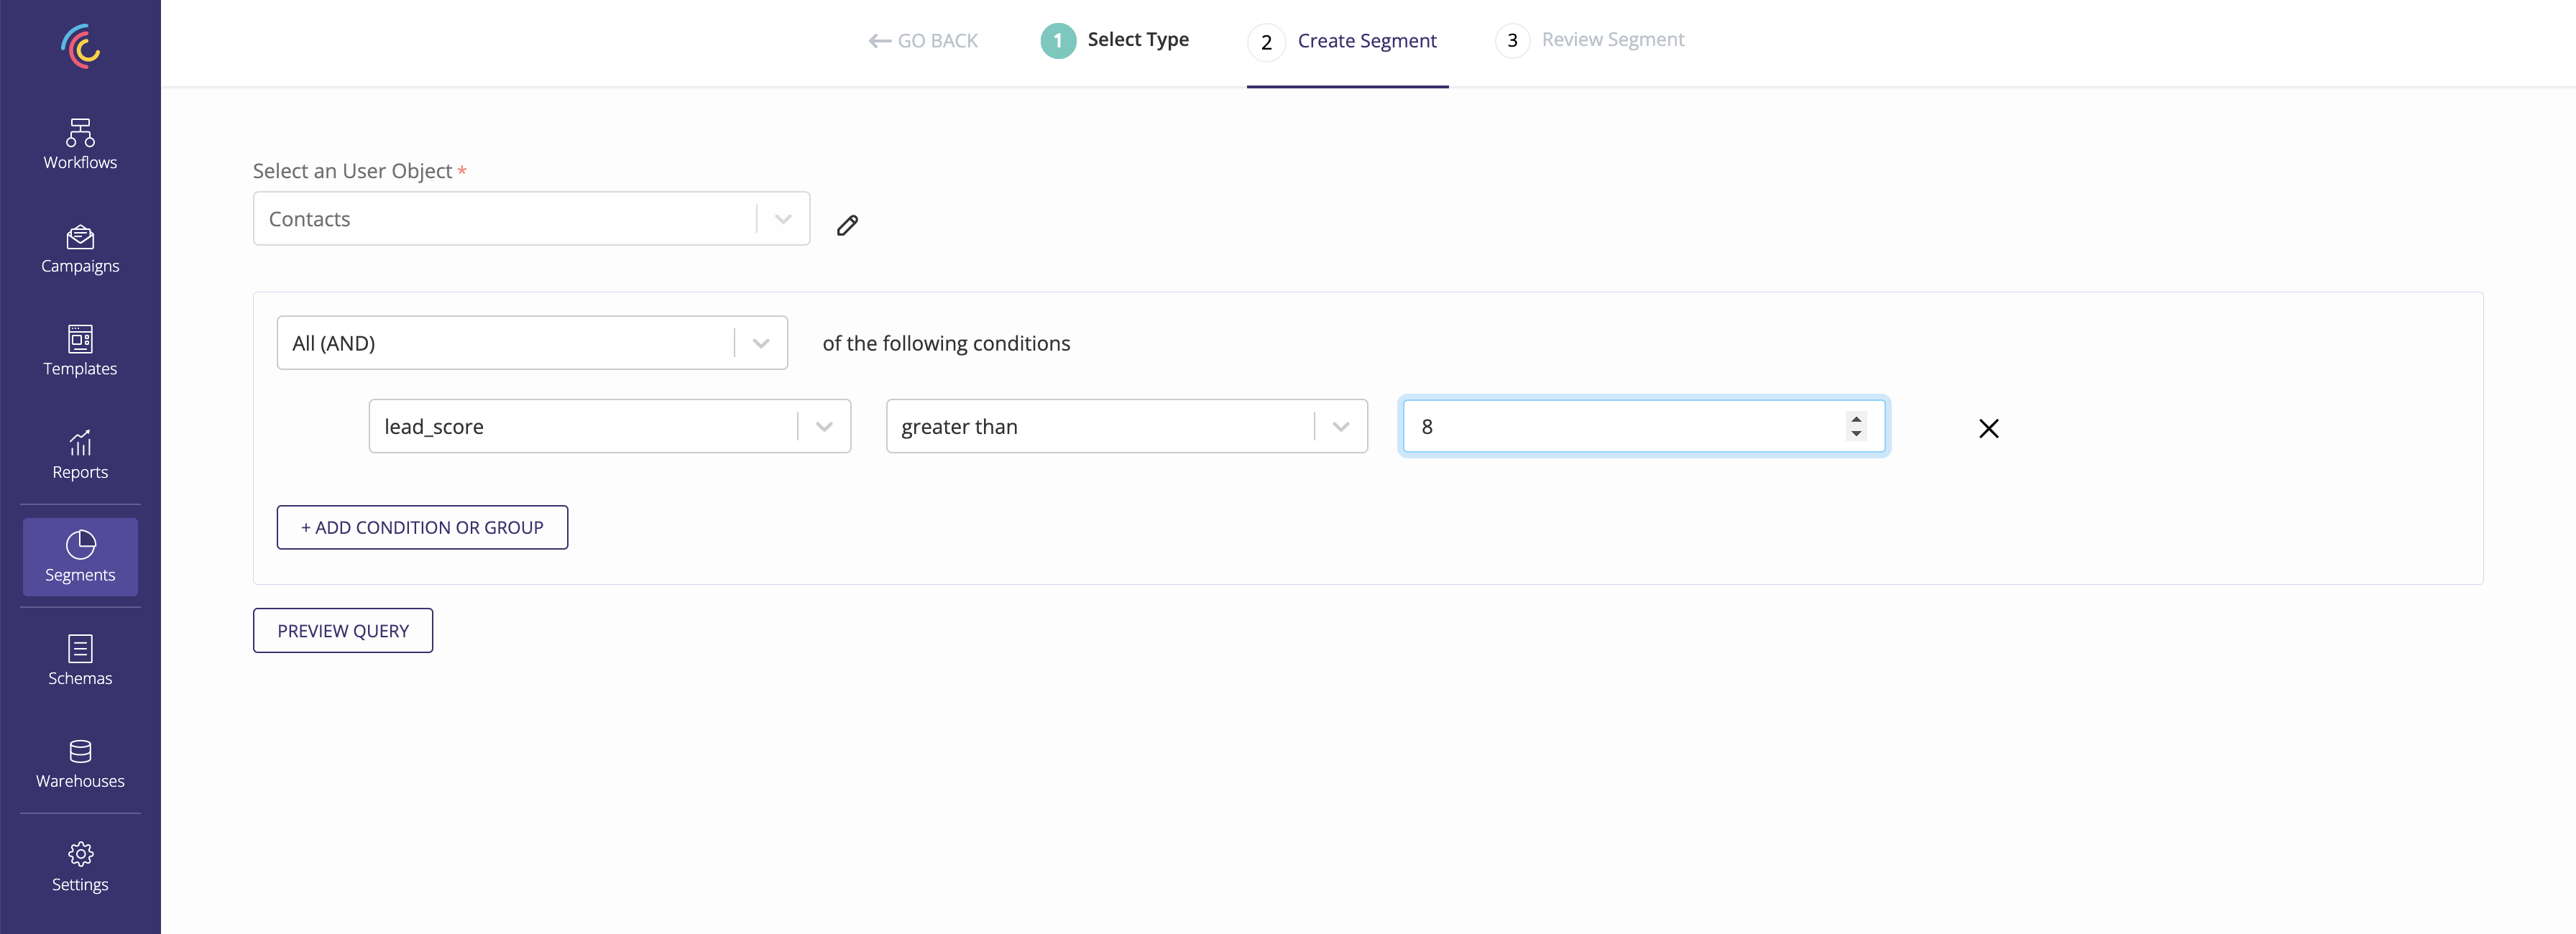 ← GO BACK
1 Select Type
2 Create Segment
3 Review Segment
Workflows
Campaigns
Templates
Reports
Segments
Schemas
Warehouses
Settings
Select an User Object *
Contacts
All (AND) of the following conditions
lead_score greater than 8
+ ADD CONDITION OR GROUP
PREVIEW QUERY